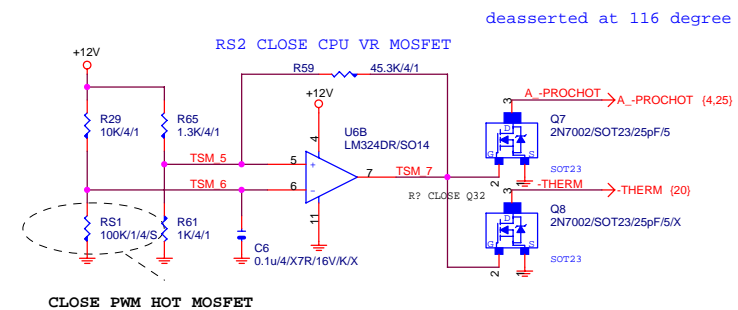 deasserted at 116 degree
RS2 CLOSE CPU VR MOSFET
+12V
R59
45.3K/4/1
+12V
A_-PROCHOT
A_-PROCHOT {4,25}
3
R29
10K/4/1
R65
1.3K/4/1
U6B
LM324DR/SO14
4
Q7
2N7002/SOT23/25pF/5
D
G
S
TSM_5
5
+
7
TSM_7
SOT23
2
1
TSM_6
6
-
R? CLOSE Q32
3
-THERM
-THERM {20}
11
RS1
100K/1/4/S
R61
1K/4/1
Q8
2N7002/SOT23/25pF/5/X
D
G
S
C6
0.1u/4/X7R/16V/K/X
SOT23
2
1
CLOSE PWM HOT MOSFET